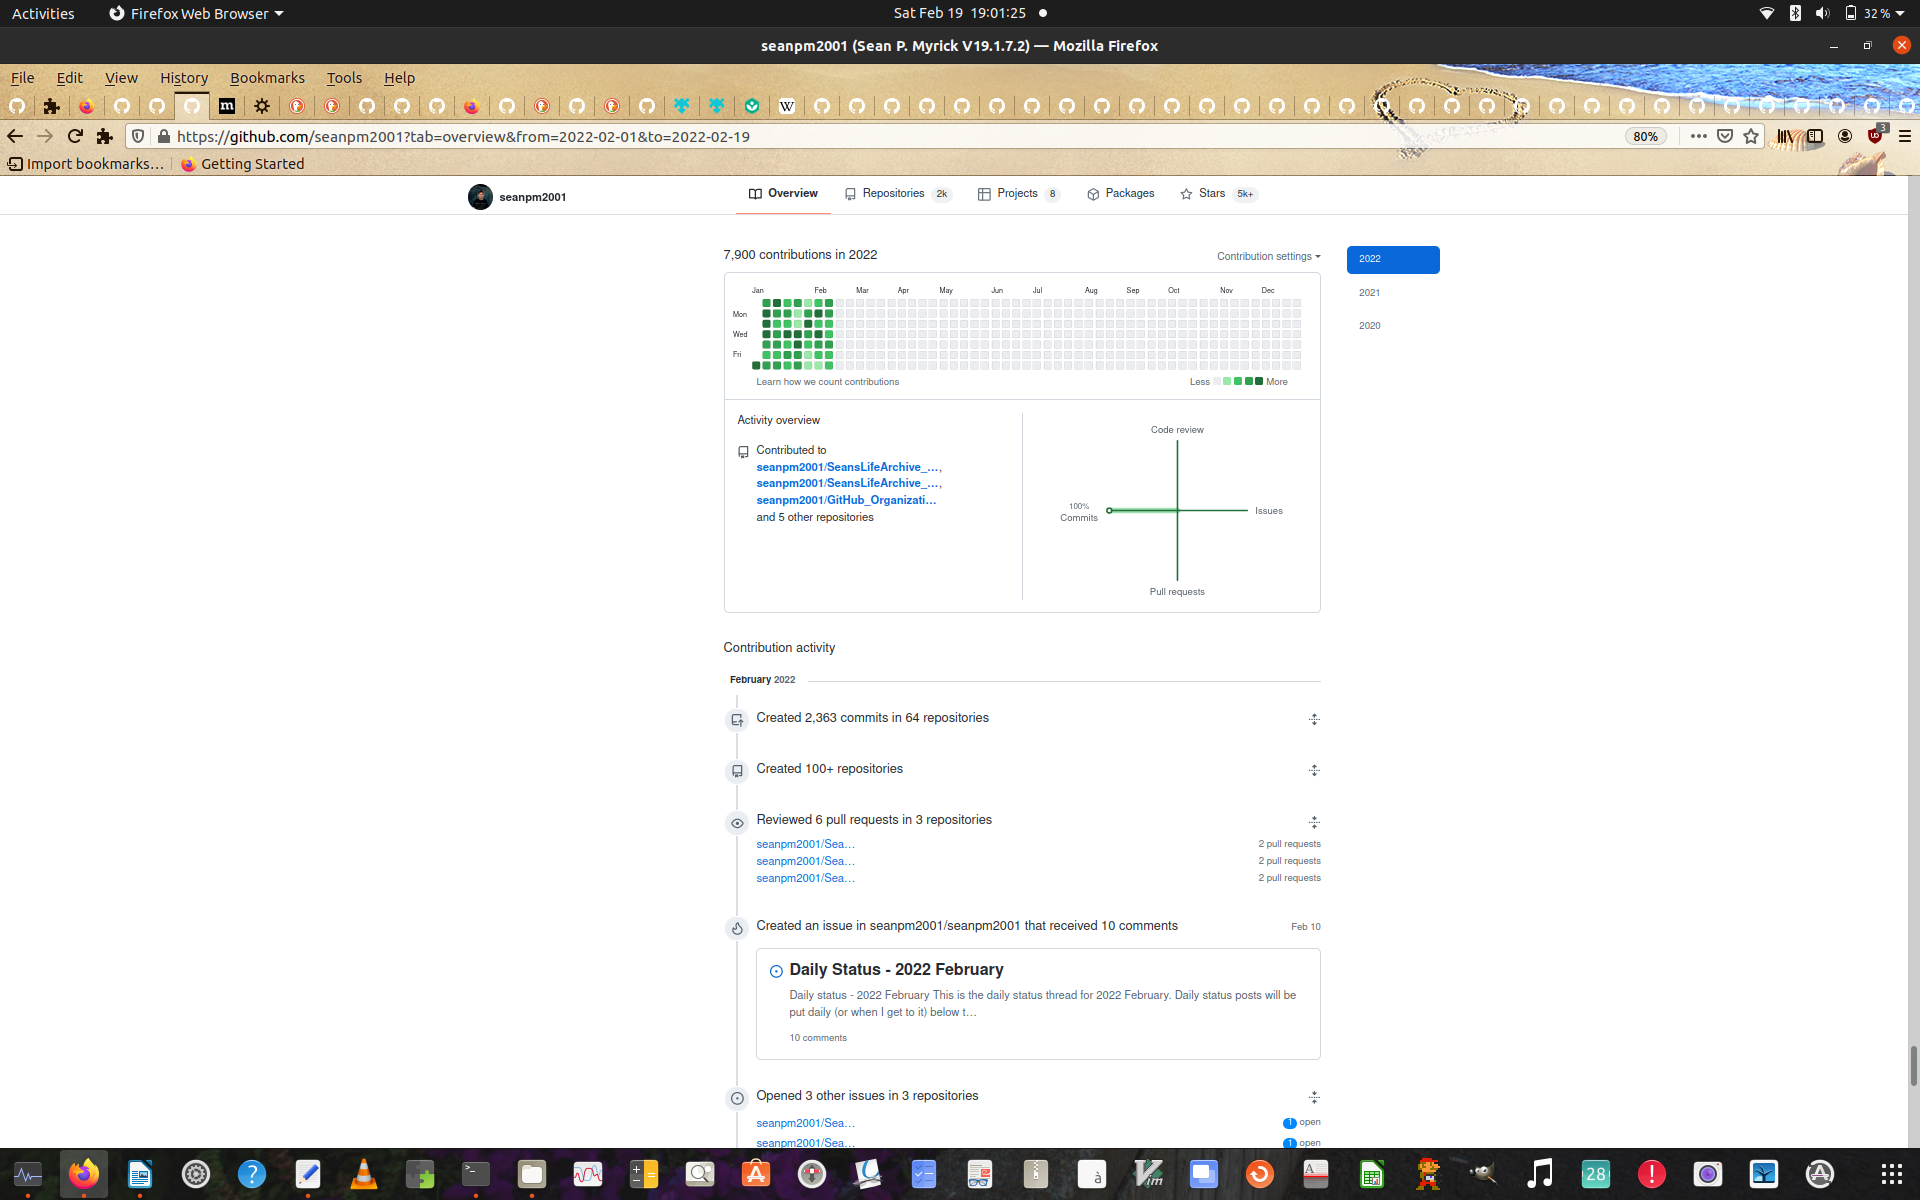 Activities
Firefox Web Browser
Sat Feb 19 19:01:25
32 %
seanpm2001 (Sean P. Myrick V19.1.7.2) — Mozilla Firefox
File Edit View History Bookmarks Tools Help
m
W
https://github.com/seanpm2001?tab=overview&from=2022-02-01&to=2022-02-19
80%
3
Import bookmarks…
Getting Started
seanpm2001
Overview
Repositories 2k
Projects 8
Packages
Stars 5k+
7,900 contributions in 2022
Contribution settings
2022
2021
2020
Jan Feb Mar Apr May Jun Jul Aug Sep Oct Nov Dec
Mon
Wed
Fri
Learn how we count contributions
Less More
Activity overview
Contributed to
seanpm2001/SeansLifeArchive_…,
seanpm2001/SeansLifeArchive_…,
seanpm2001/GitHub_Organizati…
and 5 other repositories
Code review
100%
Commits
Issues
Pull requests
Contribution activity
February 2022
Created 2,363 commits in 64 repositories
Created 100+ repositories
Reviewed 6 pull requests in 3 repositories
seanpm2001/Sea… 2 pull requests
seanpm2001/Sea… 2 pull requests
seanpm2001/Sea… 2 pull requests
Created an issue in seanpm2001/seanpm2001 that received 10 comments
Feb 10
Daily Status - 2022 February
Daily status - 2022 February This is the daily status thread for 2022 February. Daily status posts will be
put daily (or when I get to it) below t…
10 comments
Opened 3 other issues in 3 repositories
seanpm2001/Sea… 1 open
seanpm2001/Sea… 1 open
à
Vim
28